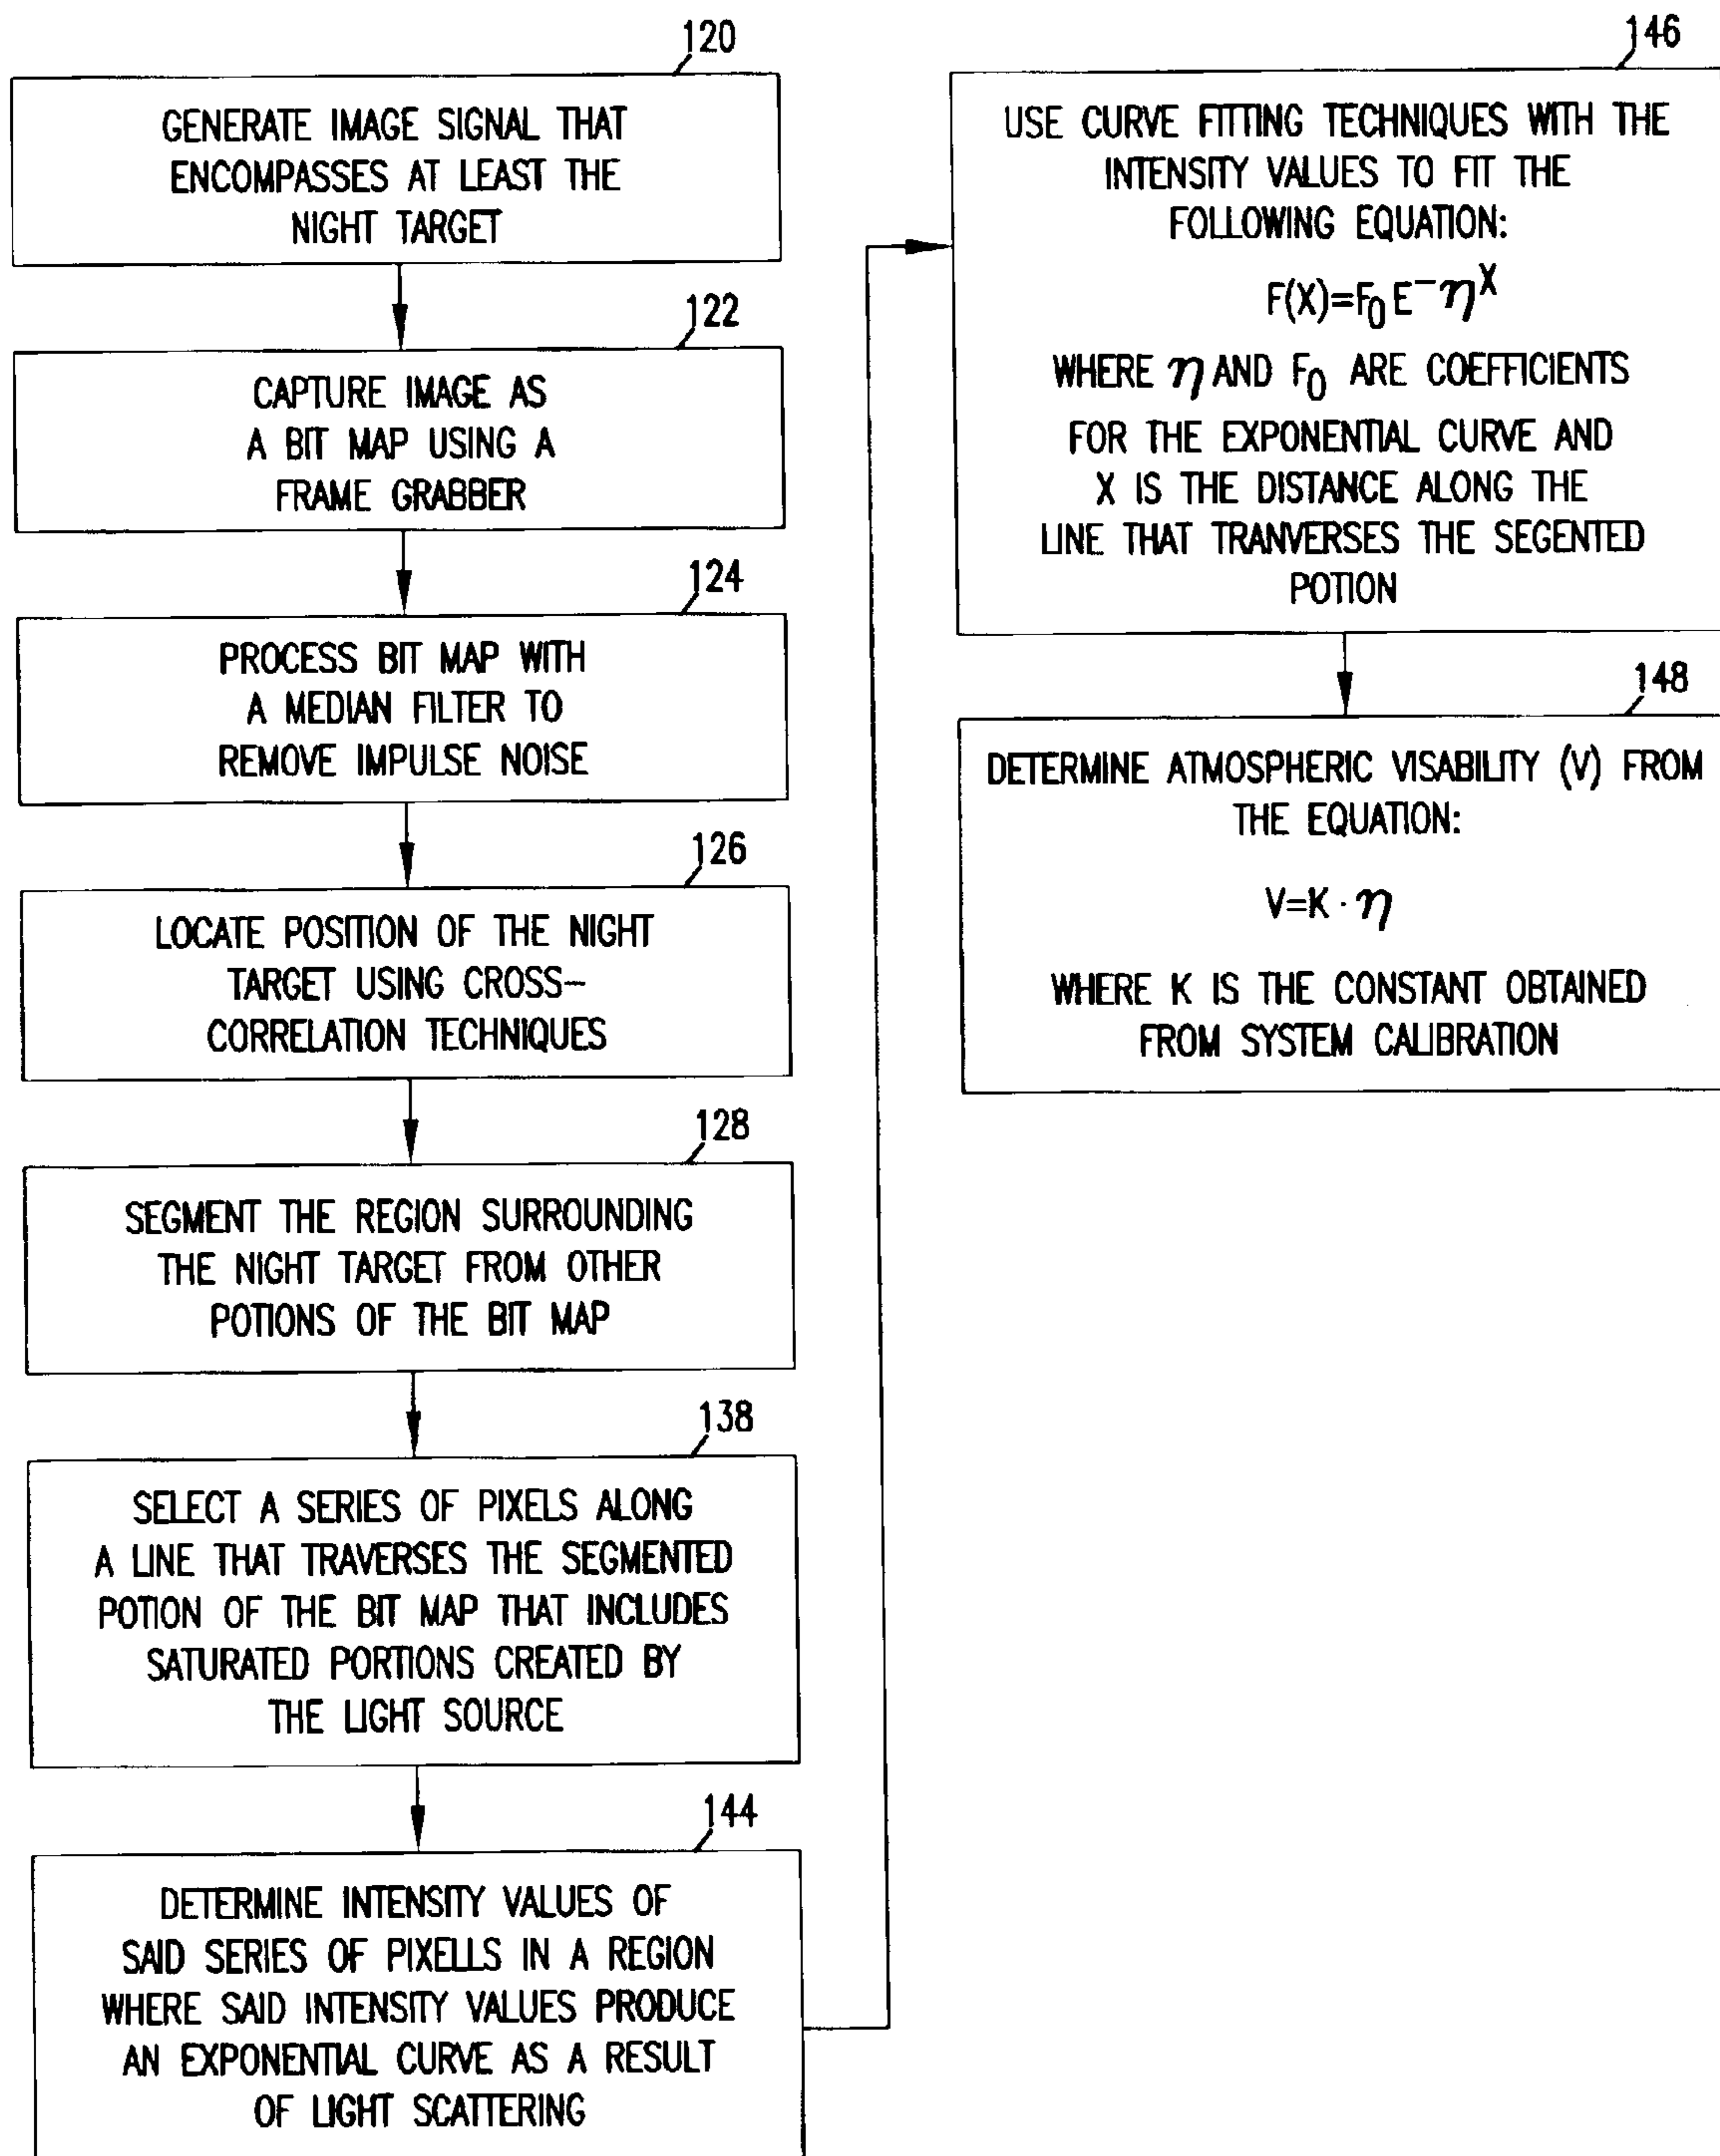 120
GENERATE IMAGE SIGNAL THAT
ENCOMPASSES AT LEAST THE
NIGHT TARGET
122
CAPTURE IMAGE AS
A BIT MAP USING A
FRAME GRABBER
124
PROCESS BIT MAP WITH
A MEDIAN FILTER TO
REMOVE IMPULSE NOISE
126
LOCATE POSITION OF THE NIGHT
TARGET USING CROSS-
CORRELATION TECHNIQUES
128
SEGMENT THE REGION SURROUNDING
THE NIGHT TARGET FROM OTHER
POTIONS OF THE BIT MAP
138
SELECT A SERIES OF PIXELS ALONG
A LINE THAT TRAVERSES THE SEGMENTED
POTION OF THE BIT MAP THAT INCLUDES
SATURATED PORTIONS CREATED BY
THE LIGHT SOURCE
144
DETERMINE INTENSITY VALUES OF
SAID SERIES OF PIXELLS IN A REGION
WHERE SAID INTENSITY VALUES PRODUCE
AN EXPONENTIAL CURVE AS A RESULT
OF LIGHT SCATTERING
146
USE CURVE FITTING TECHNIQUES WITH THE
INTENSITY VALUES TO FIT THE
FOLLOWING EQUATION:
F(X)=F₀ E⁻ η^X
WHERE η AND F₀ ARE COEFFICIENTS
FOR THE EXPONENTIAL CURVE AND
X IS THE DISTANCE ALONG THE
LINE THAT TRANVERSES THE SEGENTED
POTION
148
DETERMINE ATMOSPHERIC VISABILITY (V) FROM
THE EQUATION:
V=K · η
WHERE K IS THE CONSTANT OBTAINED
FROM SYSTEM CALIBRATION